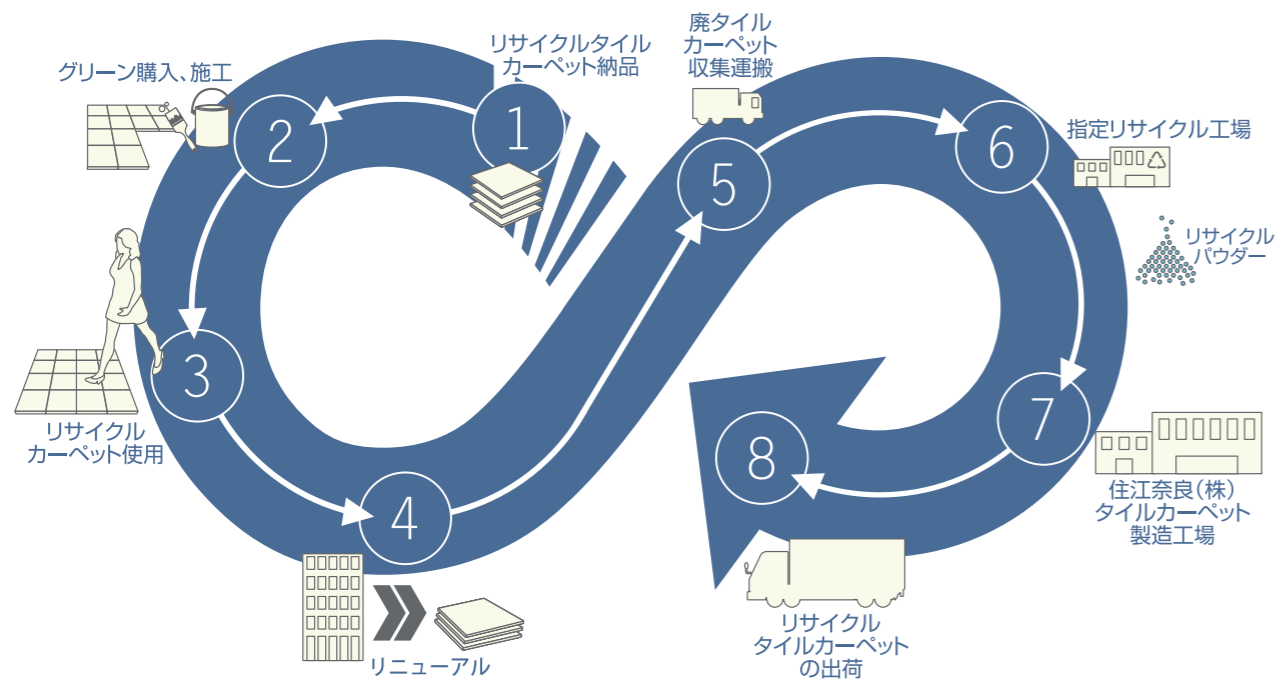 1
リサイクルタイル
カーペット納品
2
グリーン購入、施工
3
リサイクル
カーペット使用
4
リニューアル
5
廃タイル
カーペット
収集運搬
6
指定リサイクル工場
リサイクル
パウダー
7
住江奈良(株)
タイルカーペット
製造工場
8
リサイクル
タイルカーペット
の出荷